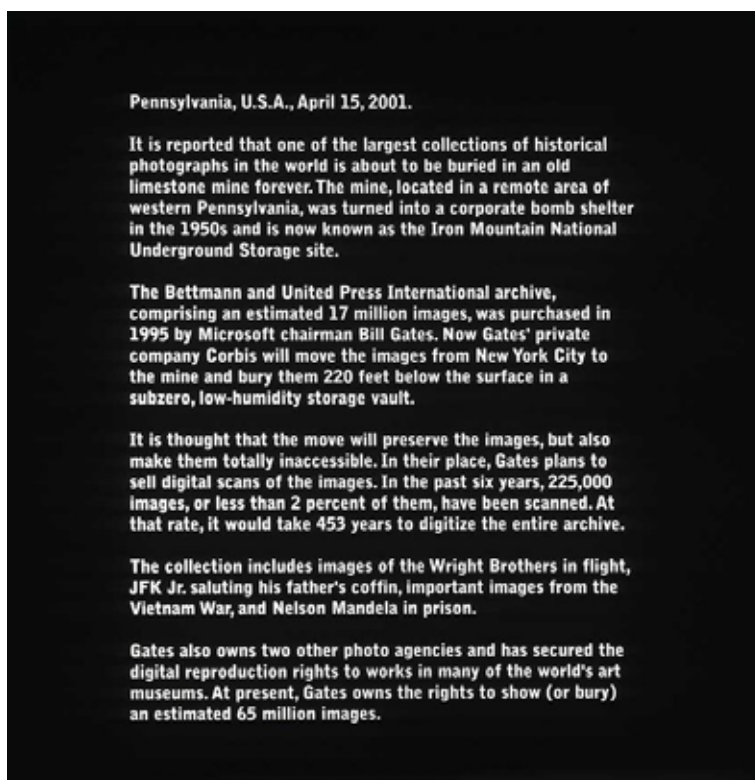 Pennsylvania, U.S.A., April 15, 2001.
It is reported that one of the largest collections of historical
photographs in the world is about to be buried in an old
limestone mine forever. The mine, located in a remote area of
western Pennsylvania, was turned into a corporate bomb shelter
in the 1950s and is now known as the Iron Mountain National
Underground Storage site.
The Bettmann and United Press International archive,
comprising an estimated 17 million images, was purchased in
1995 by Microsoft chairman Bill Gates. Now Gates' private
company Corbis will move the images from New York City to
the mine and bury them 220 feet below the surface in a
subzero, low-humidity storage vault.
It is thought that the move will preserve the images, but also
make them totally inaccessible. In their place, Gates plans to
sell digital scans of the images. In the past six years, 225,000
images, or less than 2 percent of them, have been scanned. At
that rate, it would take 453 years to digitize the entire archive.
The collection includes images of the Wright Brothers in flight,
JFK Jr. saluting his father's coffin, important images from the
Vietnam War, and Nelson Mandela in prison.
Gates also owns two other photo agencies and has secured the
digital reproduction rights to works in many of the world's art
museums. At present, Gates owns the rights to show (or bury)
an estimated 65 million images.